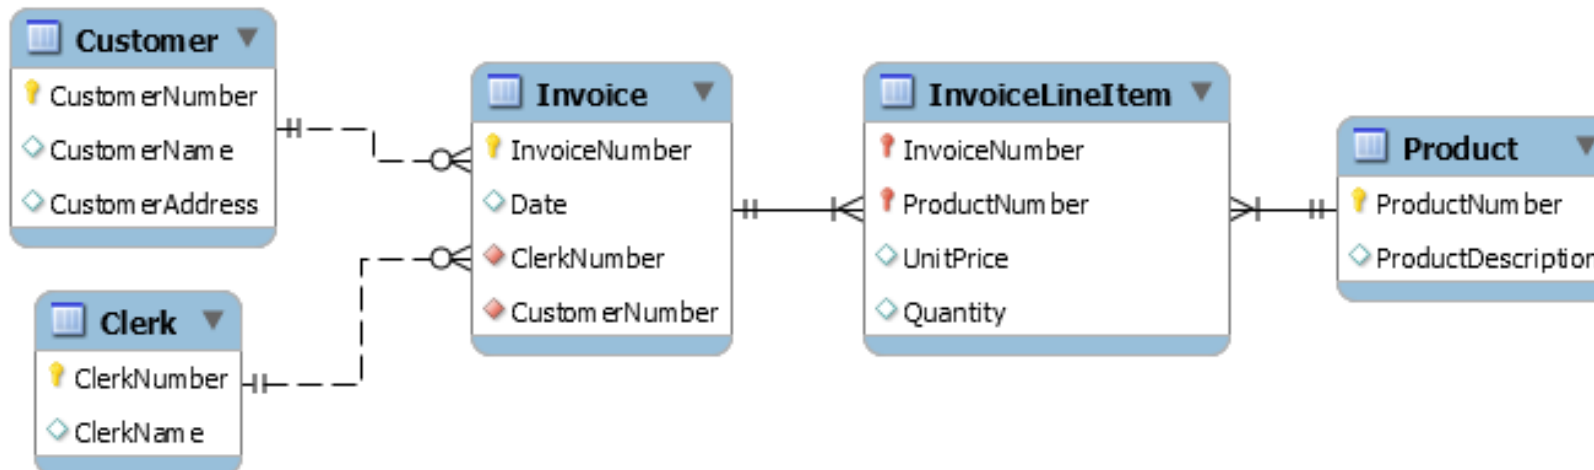 Customer
CustomerNumber
CustomerName
CustomerAddress
Clerk
ClerkNumber
ClerkName
Invoice
InvoiceNumber
Date
ClerkNumber
CustomerNumber
InvoiceLineItem
InvoiceNumber
ProductNumber
UnitPrice
Quantity
Product
ProductNumber
ProductDescription